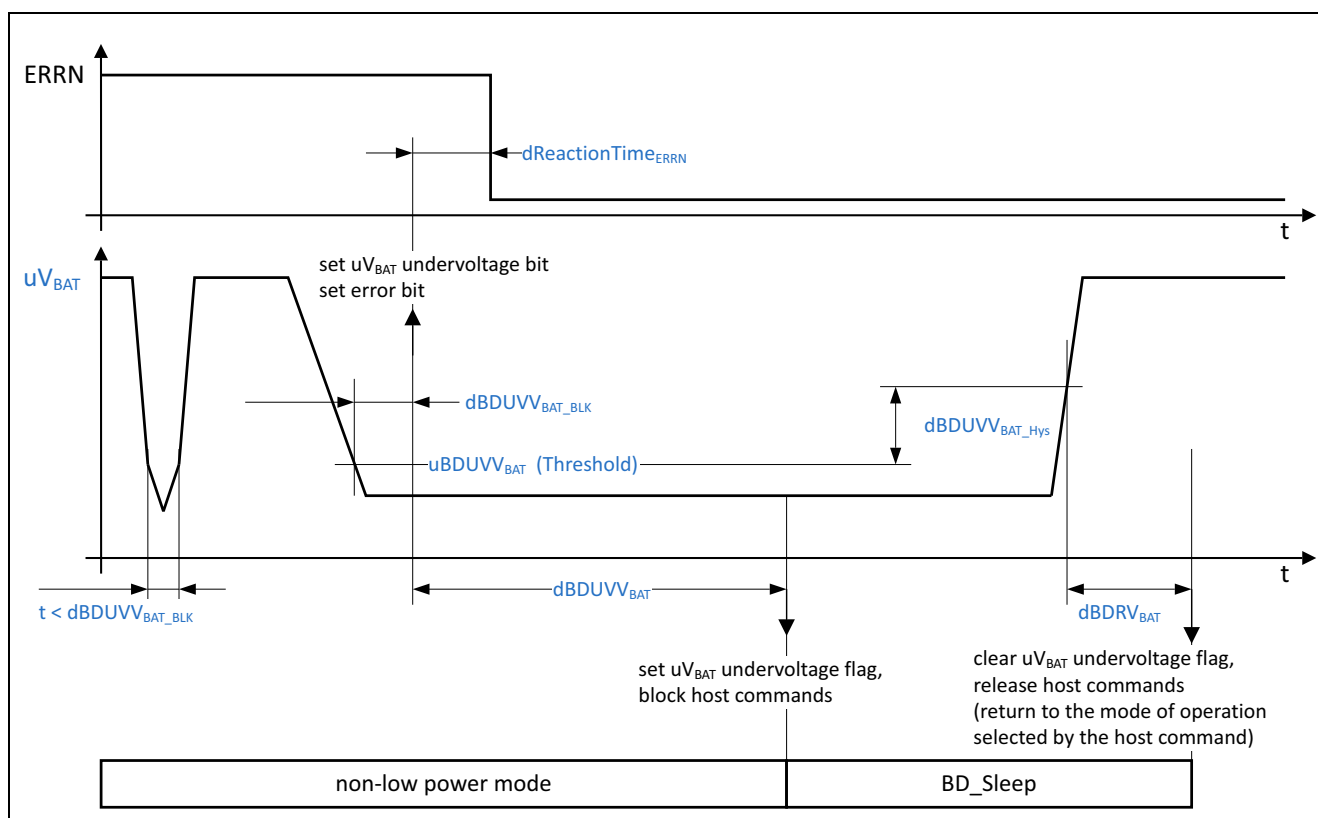 ERRN
dReactionTimeERRN
t
uVBAT
set uVBAT undervoltage bit
set error bit
dBDUVVBAT_BLK
dBDUVVBAT_Hys
uBDUVVBAT (Threshold)
t
t < dBDUVVBAT_BLK
dBDUVVBAT
dBDRVBAT
set uVBAT undervoltage flag,
block host commands
clear uVBAT undervoltage flag,
release host commands
(return to the mode of operation
selected by the host command)
non-low power mode
BD_Sleep